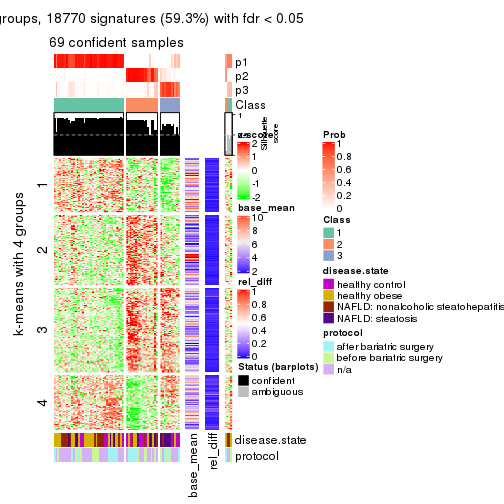 groups, 18770 signatures (59.3%) with fdr < 0.05
69 confident samples
p1
p2
p3
Class
1
Silhouette
score
k-means with 4 groups
1
2
3
4
z-score
2
1
0
-1
-2
base_mean
10
8
6
4
2
rel_diff
1
0.8
0.6
0.4
0.2
0
Status (barplots)
confident
ambiguous
Prob
1
0.8
0.6
0.4
0.2
0
Class
1
2
3
disease.state
healthy control
healthy obese
NAFLD: nonalcoholic steatohepatitis
NAFLD: steatosis
protocol
after bariatric surgery
before bariatric surgery
n/a
disease.state
protocol
base_mean
rel_diff